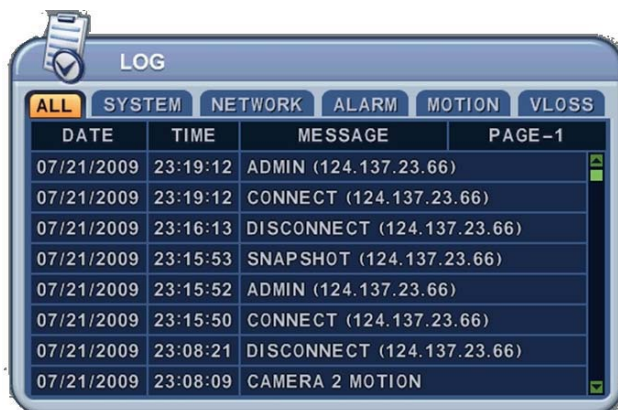 LOG
ALL SYSTEM NETWORK ALARM MOTION VLOSS
DATE TIME MESSAGE PAGE-1
07/21/2009 23:19:12 ADMIN (124.137.23.66)
07/21/2009 23:19:12 CONNECT (124.137.23.66)
07/21/2009 23:16:13 DISCONNECT (124.137.23.66)
07/21/2009 23:15:53 SNAPSHOT (124.137.23.66)
07/21/2009 23:15:52 ADMIN (124.137.23.66)
07/21/2009 23:15:50 CONNECT (124.137.23.66)
07/21/2009 23:08:21 DISCONNECT (124.137.23.66)
07/21/2009 23:08:09 CAMERA 2 MOTION